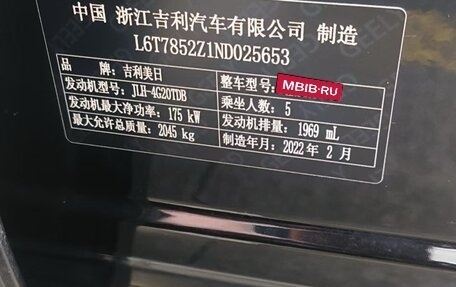 中国 浙江吉利汽车有限公司 制造
L6T7852Z1ND025653
品 牌:吉利美日
整车型号:
MBIB.RU
发动机型号:JLH-4G20TDB
乘坐人数:5
发动机最大净功率:175 kW
发动机排量:1969 mL
最大允许总质量:2045 kg
制造年月:2022 年 2 月